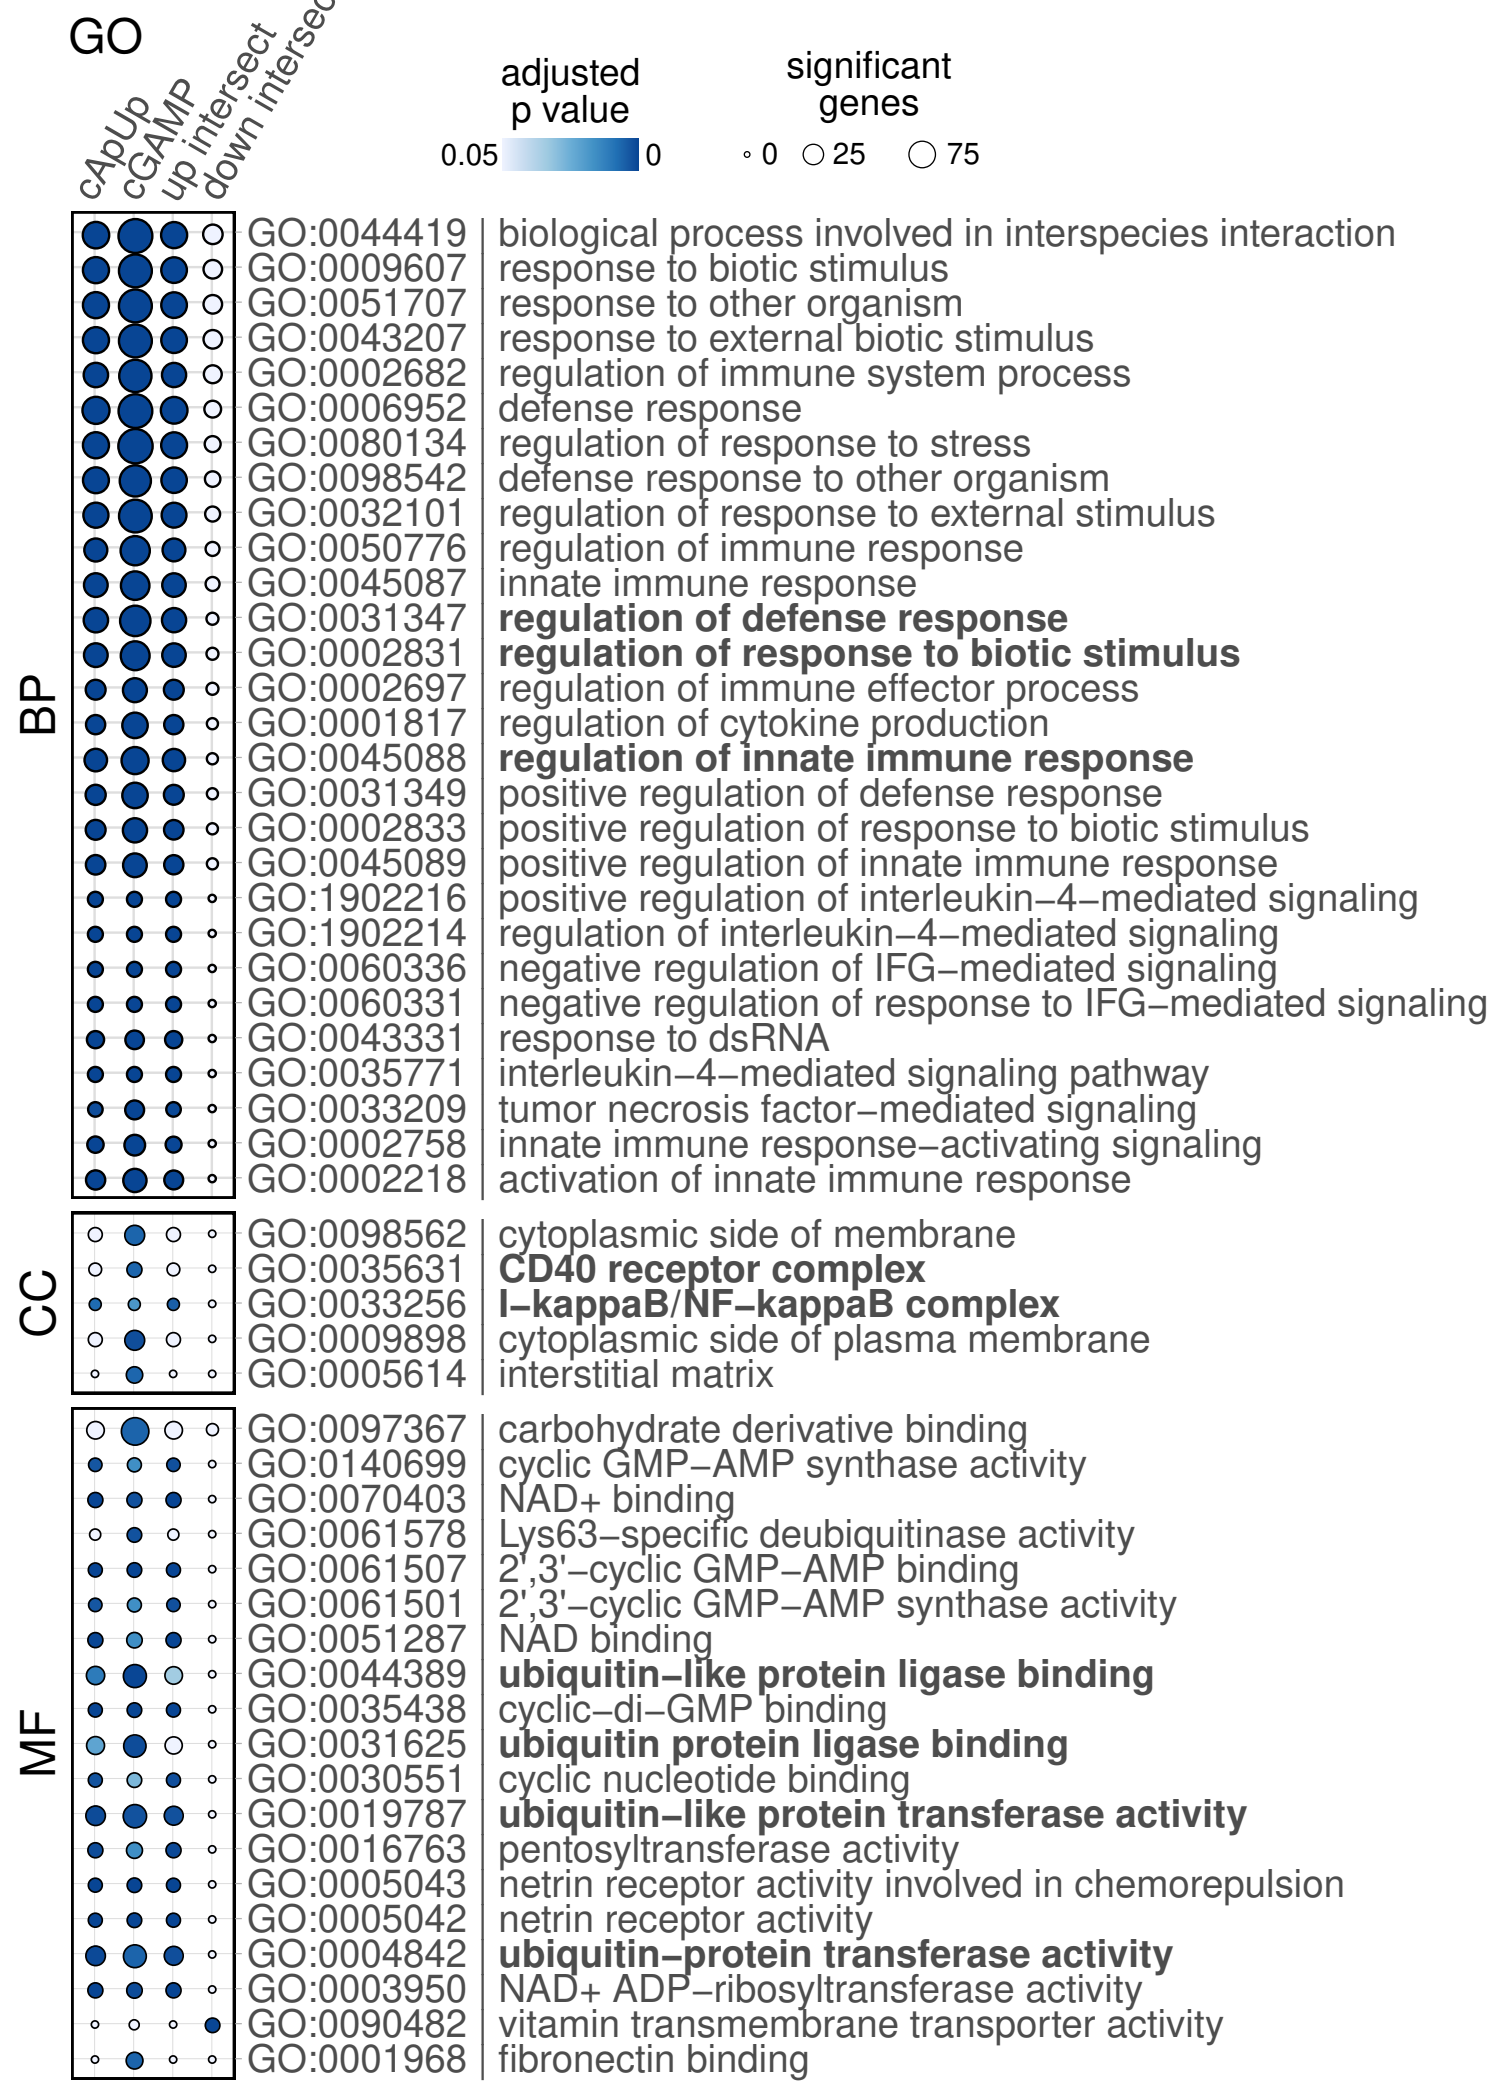 GO
cApUp
cGAMP
up intersect
down
adjusted
p value
0.05 0
significant
genes
0 25 75
BP
GO:0044419 | biological process involved in interspecies interaction
GO:0009607 | response to biotic stimulus
GO:0051707 | response to other organism
GO:0043207 | response to external biotic stimulus
GO:0002682 | regulation of immune system process
GO:0006952 | defense response
GO:0080134 | regulation of response to stress
GO:0098542 | defense response to other organism
GO:0032101 | regulation of response to external stimulus
GO:0050776 | regulation of immune response
GO:0045087 | innate immune response
GO:0031347 | regulation of defense response
GO:0002831 | regulation of response to biotic stimulus
GO:0002697 | regulation of immune effector process
GO:0001817 | regulation of cytokine production
GO:0045088 | regulation of innate immune response
GO:0031349 | positive regulation of defense response
GO:0002833 | positive regulation of response to biotic stimulus
GO:0045089 | positive regulation of innate immune response
GO:1902216 | positive regulation of interleukin−4−mediated signaling
GO:1902214 | regulation of interleukin−4−mediated signaling
GO:0060336 | negative regulation of IFG−mediated signaling
GO:0060331 | negative regulation of response to IFG−mediated signaling
GO:0043331 | response to dsRNA
GO:0035771 | interleukin−4−mediated signaling pathway
GO:0033209 | tumor necrosis factor−mediated signaling
GO:0002758 | innate immune response−activating signaling
GO:0002218 | activation of innate immune response
CC
GO:0098562 | cytoplasmic side of membrane
GO:0035631 | CD40 receptor complex
GO:0033256 | I−kappaB/NF−kappaB complex
GO:0009898 | cytoplasmic side of plasma membrane
GO:0005614 | interstitial matrix
MF
GO:0097367 | carbohydrate derivative binding
GO:0140699 | cyclic GMP−AMP synthase activity
GO:0070403 | NAD+ binding
GO:0061578 | Lys63−specific deubiquitinase activity
GO:0061507 | 2',3'−cyclic GMP−AMP binding
GO:0061501 | 2',3'−cyclic GMP−AMP synthase activity
GO:0051287 | NAD binding
GO:0044389 | ubiquitin−like protein ligase binding
GO:0035438 | cyclic−di−GMP binding
GO:0031625 | ubiquitin protein ligase binding
GO:0030551 | cyclic nucleotide binding
GO:0019787 | ubiquitin−like protein transferase activity
GO:0016763 | pentosyltransferase activity
GO:0005043 | netrin receptor activity involved in chemorepulsion
GO:0005042 | netrin receptor activity
GO:0004842 | ubiquitin−protein transferase activity
GO:0003950 | NAD+ ADP−ribosyltransferase activity
GO:0090482 | vitamin transmembrane transporter activity
GO:0001968 | fibronectin binding